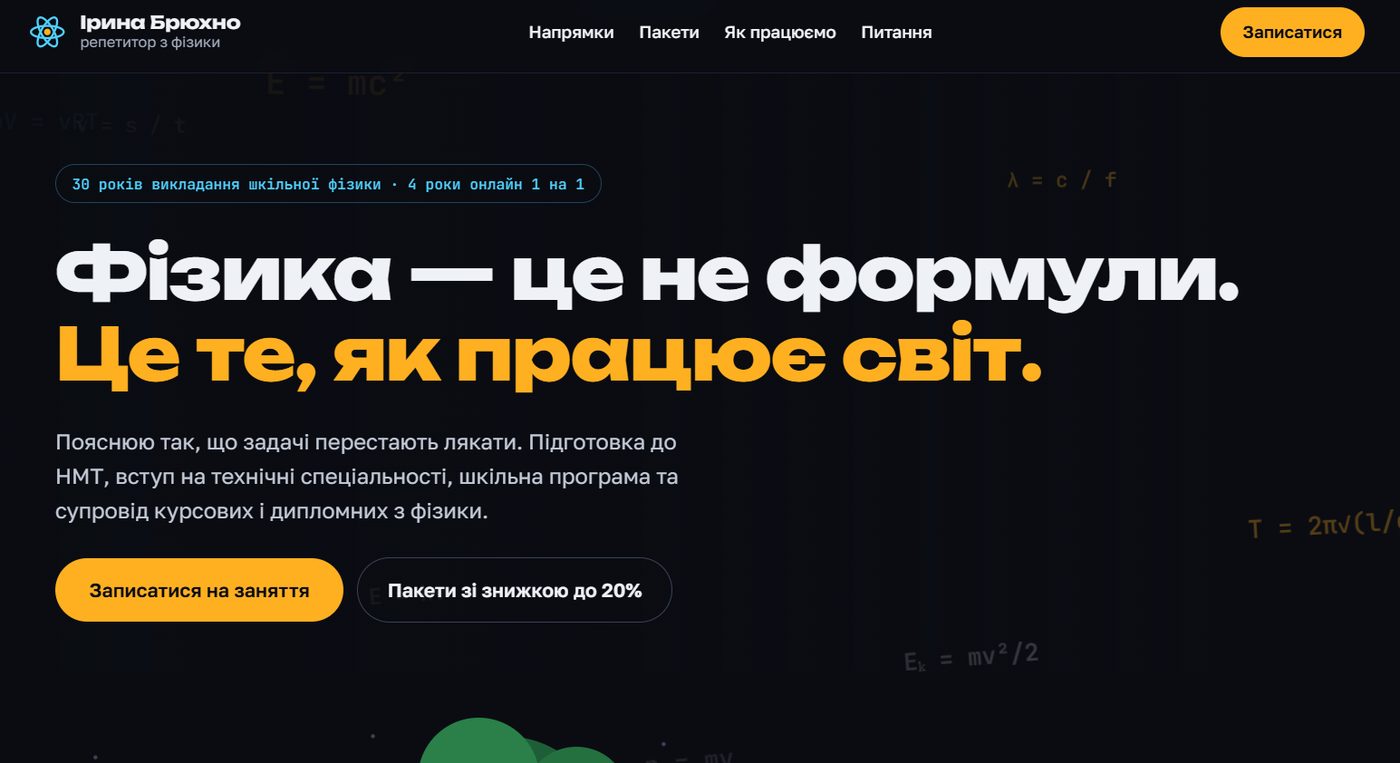 Ірина Брюхно
репетитор з фізики
Напрямки Пакети Як працюємо Питання
Записатися
E = mc²
= νRT
= s / t
30 років викладання шкільної фізики · 4 роки онлайн 1 на 1
λ = c / f
Фізика — це не формули.
Це те, як працює світ.
Пояснюю так, що задачі перестають лякати. Підготовка до
НМТ, вступ на технічні спеціальності, шкільна програма та
супровід курсових і дипломних з фізики.
T = 2π√(l/
Записатися на заняття
Пакети зі знижкою до 20%
Eₖ = mv²/2
= mv